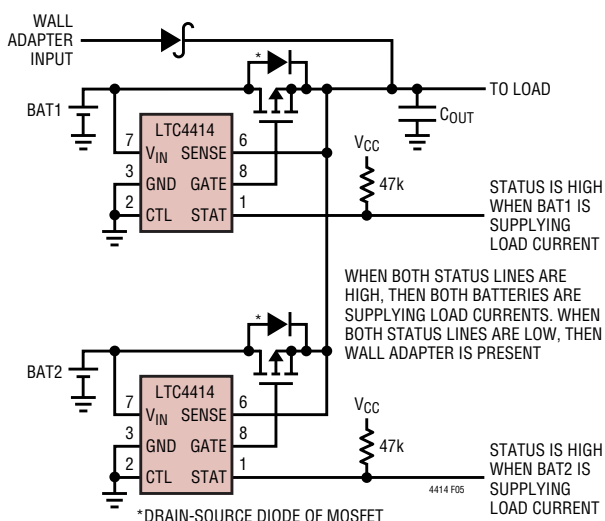 WALL
ADAPTER
INPUT
*
TO LOAD
BAT1
COUT
LTC4414
7
VIN
SENSE
6
3
GND
GATE
8
2
CTL
STAT
1
VCC
47k
STATUS IS HIGH
WHEN BAT1 IS
SUPPLYING
LOAD CURRENT
WHEN BOTH STATUS LINES ARE
HIGH, THEN BOTH BATTERIES ARE
SUPPLYING LOAD CURRENTS. WHEN
BOTH STATUS LINES ARE LOW, THEN
WALL ADAPTER IS PRESENT
*
BAT2
LTC4414
7
VIN
SENSE
6
3
GND
GATE
8
2
CTL
STAT
1
VCC
47k
4414 F05
STATUS IS HIGH
WHEN BAT2 IS
SUPPLYING
LOAD CURRENT
*DRAIN-SOURCE DIODE OF MOSFET